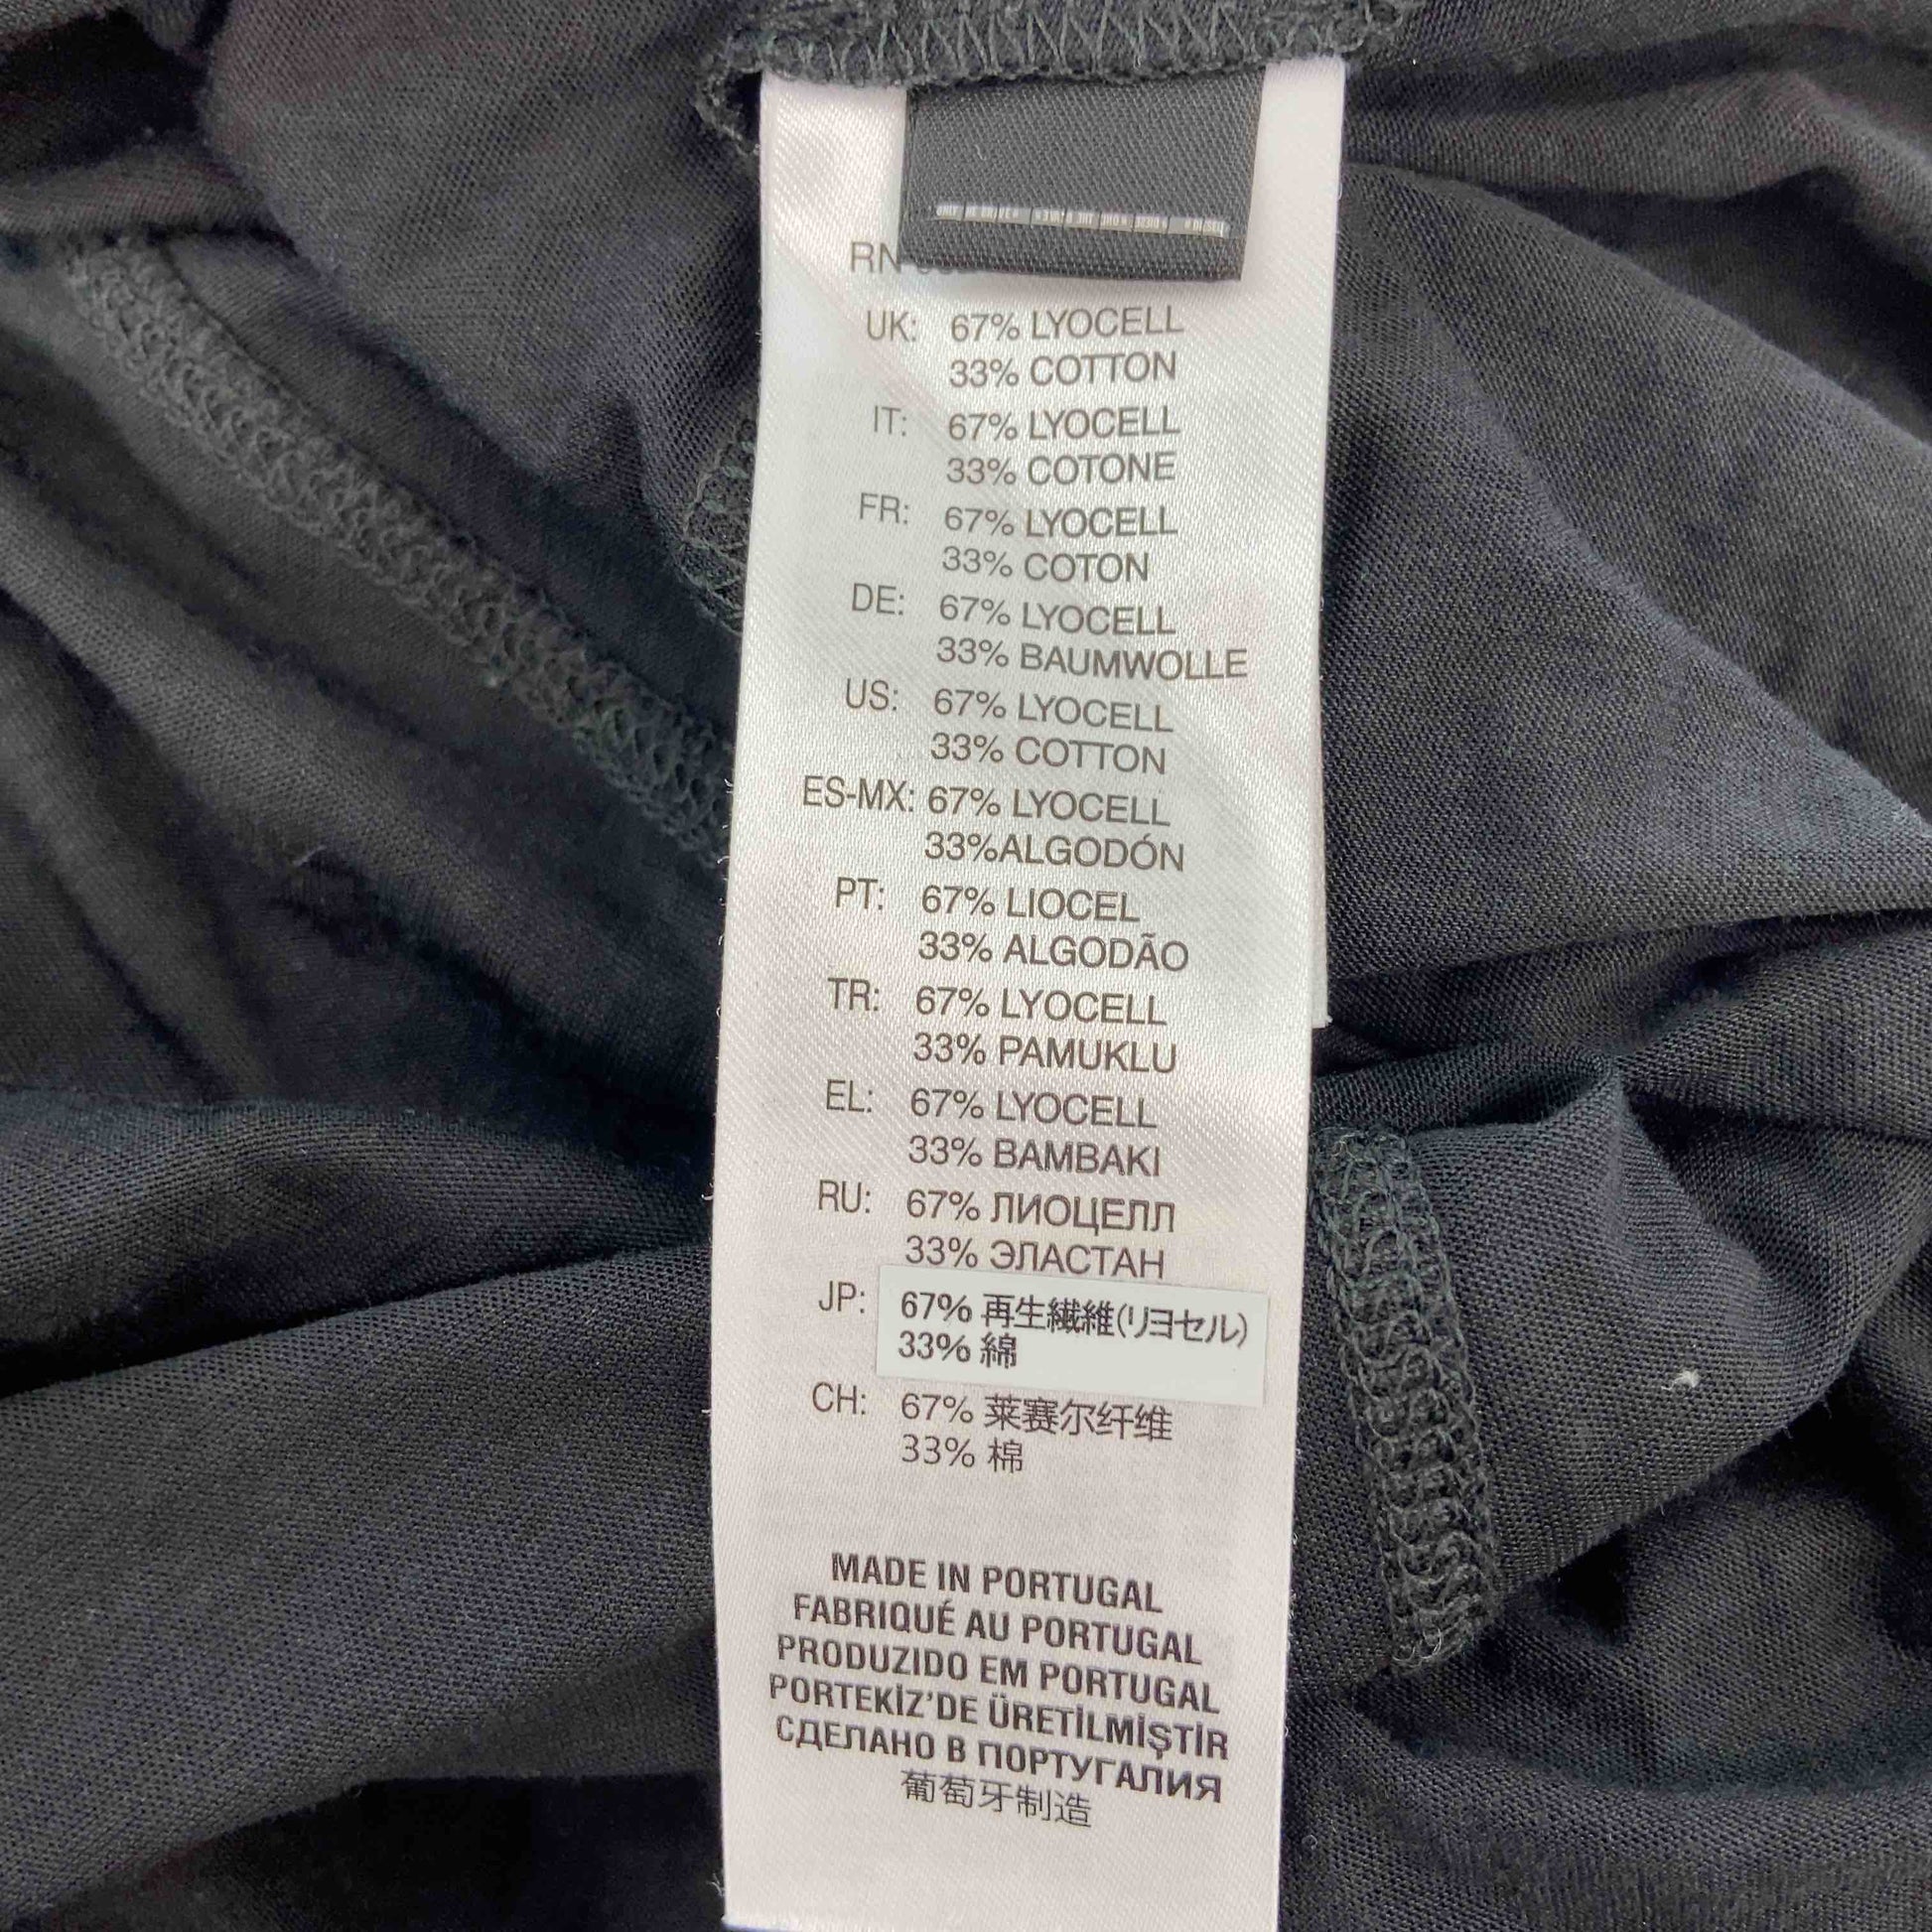 RN
UK: 67% LYOCELL
33% COTTON
IT: 67% LYOCELL
33% COTONE
FR: 67% LYOCELL
33% COTON
DE: 67% LYOCELL
33% BAUMWOLLE
US: 67% LYOCELL
33% COTTON
ES-MX: 67% LYOCELL
33%ALGODÓN
PT: 67% LIOCEL
33% ALGODÃO
TR: 67% LYOCELL
33% PAMUKLU
EL: 67% LYOCELL
33% BAMBAKI
RU: 67% ЛИОЦЕЛЛ
33% ЭЛАСТАН
JP: 67% 再生繊維(リヨセル)
33% 綿
CH: 67% 莱赛尔纤维
33% 棉
MADE IN PORTUGAL
FABRIQUÉ AU PORTUGAL
PRODUZIDO EM PORTUGAL
PORTEKİZ'DE ÜRETİLMİŞTİR
СДЕЛАНО В ПОРТУГАЛИЯ
葡萄牙制造